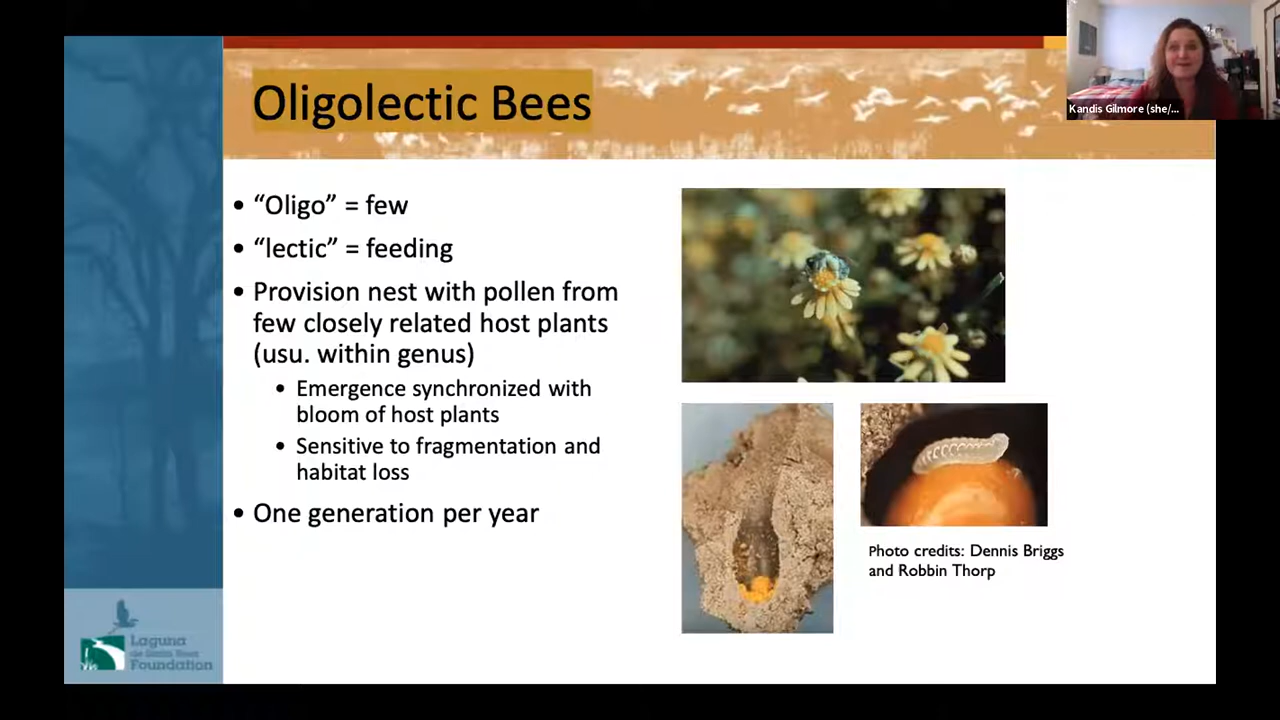 Oligolectic Bees
Kandis Gilmore (she/...
• “Oligo” = few
• “lectic” = feeding
• Provision nest with pollen from
few closely related host plants
(usu. within genus)
• Emergence synchronized with
bloom of host plants
• Sensitive to fragmentation and
habitat loss
• One generation per year
Photo credits: Dennis Briggs
and Robbin Thorp
Laguna
de Santa Rosa
Foundation